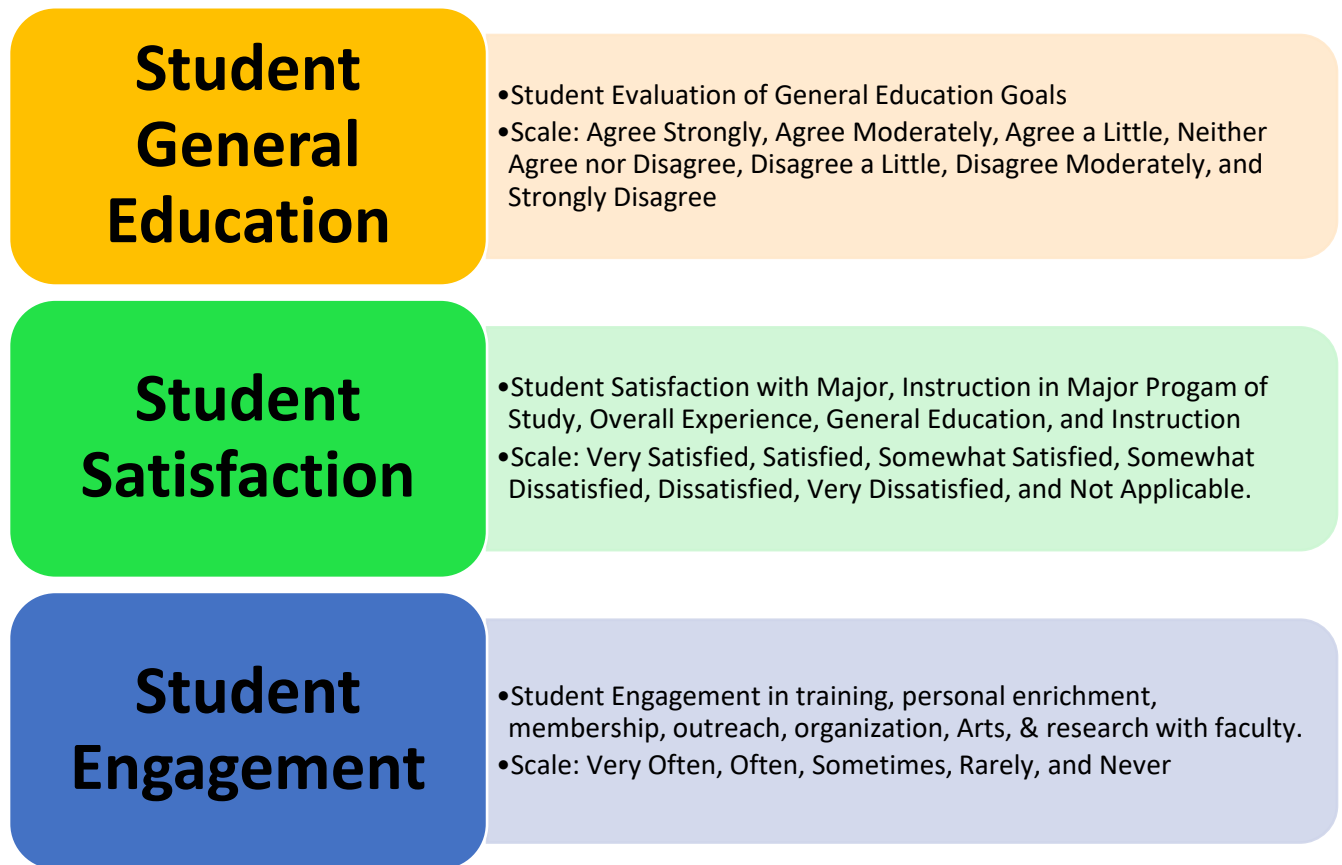 Student
General
Education
•Student Evaluation of General Education Goals
•Scale: Agree Strongly, Agree Moderately, Agree a Little, Neither
Agree nor Disagree, Disagree a Little, Disagree Moderately, and
Strongly Disagree
Student
Satisfaction
•Student Satisfaction with Major, Instruction in Major Progam of
Study, Overall Experience, General Education, and Instruction
•Scale: Very Satisfied, Satisfied, Somewhat Satisfied, Somewhat
Dissatisfied, Dissatisfied, Very Dissatisfied, and Not Applicable.
Student
Engagement
•Student Engagement in training, personal enrichment,
membership, outreach, organization, Arts, & research with faculty.
•Scale: Very Often, Often, Sometimes, Rarely, and Never